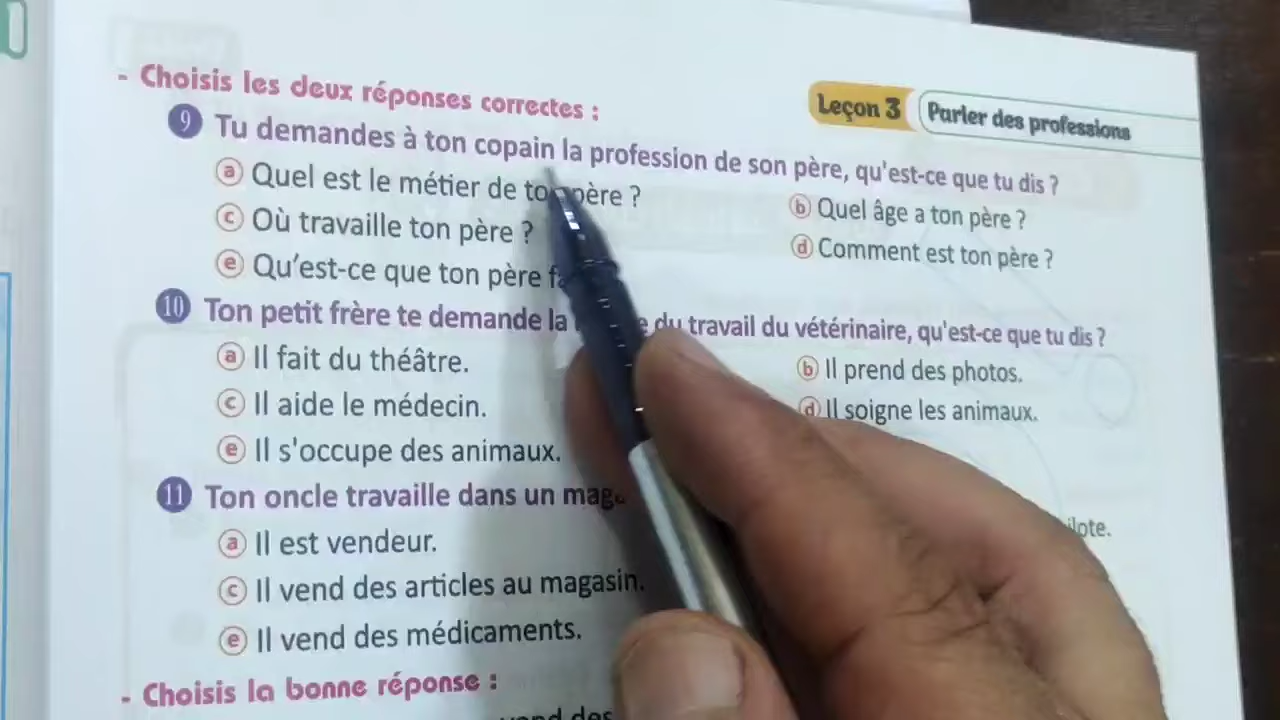 - Choisis les deux réponses correctes :
Leçon 3 Parler des professions
9 Tu demandes à ton copain la profession de son père, qu'est-ce que tu dis ?
a Quel est le métier de ton père ?
b Quel âge a ton père ?
c Où travaille ton père ?
d Comment est ton père ?
e Qu'est-ce que ton père
10 Ton petit frère te demande la du travail du vétérinaire, qu'est-ce que tu dis ?
a Il fait du théâtre.
b Il prend des photos.
c Il aide le médecin.
d Il soigne les animaux.
e Il s'occupe des animaux.
11 Ton oncle travaille dans un
a Il est vendeur.
c Il vend des articles au magasin.
e Il vend des médicaments.
- Choisis la bonne réponse :